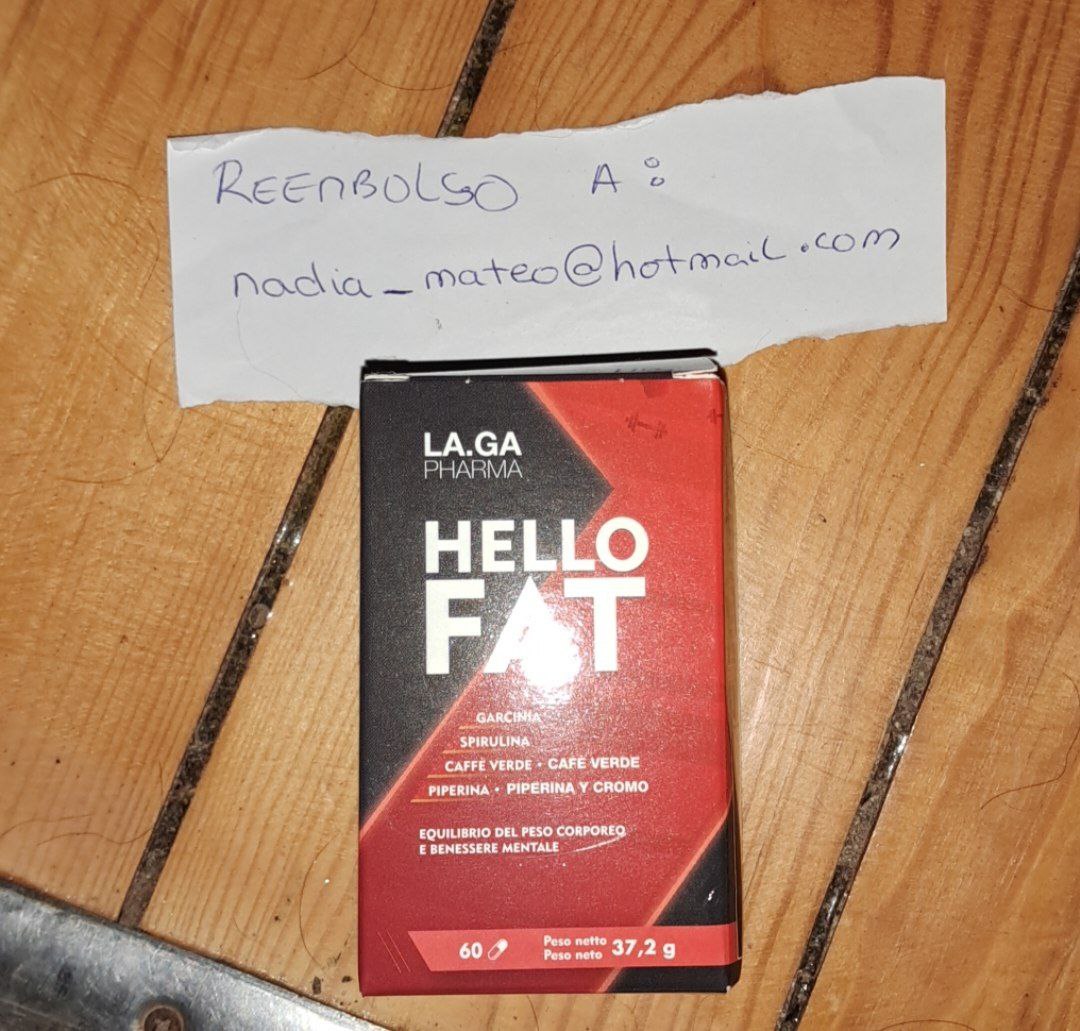 REEMBOLSO A:
nadia_mateo@hotmail.com
LA.GA
PHARMA
HELLO
FAT
GARCINIA
SPIRULINA
CAFFÈ VERDE • CAFÉ VERDE
PIPERINA • PIPERINA Y CROMO
EQUILIBRIO DEL PESO CORPOREO
E BENESSERE MENTALE
60
Peso netto
Peso neto 37,2 g